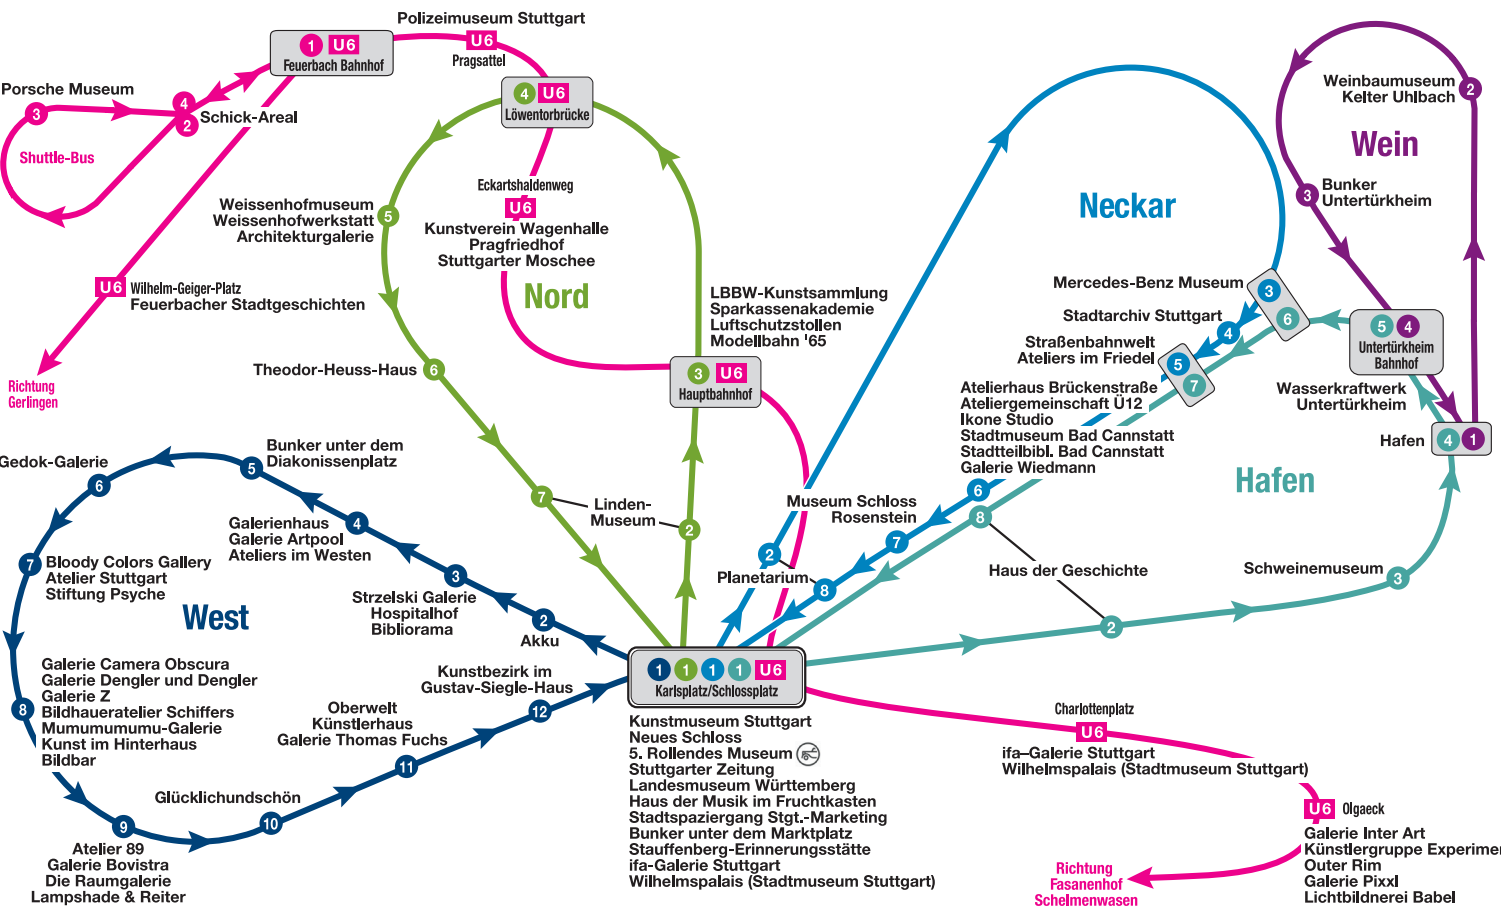 Polizeimuseum Stuttgart
1 U6
Feuerbach Bahnhof
U6
Pragsattel
Porsche Museum
3
4
2
Schick-Areal
Shuttle-Bus
4 U6
Löwentorbrücke
Eckartshaldenweg
U6
Kunstverein Wagenhalle
Pragfriedhof
Stuttgarter Moschee
Weissenhofmuseum
Weissenhofwerkstatt
Architekturgalerie
5
U6
Wilhelm-Geiger-Platz
Feuerbacher Stadtgeschichten
Richtung
Gerlingen
Nord
LBBW-Kunstsammlung
Sparkassenakademie
Luftschutzstollen
Modellbahn '65
3 U6
Hauptbahnhof
Theodor-Heuss-Haus
6
7
Linden-
Museum
2
Neckar
Mercedes-Benz Museum
3
6
Stadtarchiv Stuttgart
4
Straßenbahnwelt
Ateliers im Friedel
5
7
Atelierhaus Brückenstraße
Ateliergemeinschaft Ü12
Ikone Studio
Stadtmuseum Bad Cannstatt
Stadtteilbibl. Bad Cannstatt
Galerie Wiedmann
6
8
Museum Schloss
Rosenstein
7
2
Planetarium
8
Haus der Geschichte
2
Wein
Weinbaumuseum
Kelter Uhlbach
2
3
Bunker
Untertürkheim
5 4
Untertürkheim
Bahnhof
Wasserkraftwerk
Untertürkheim
Hafen
4 1
Hafen
Schweinemuseum
3
West
Bunker unter dem
Diakonissenplatz
5
Gedok-Galerie
6
Galerienhaus
Galerie Artpool
Ateliers im Westen
4
7
Bloody Colors Gallery
Atelier Stuttgart
Stiftung Psyche
3
Strzelski Galerie
Hospitalhof
Bibliorama
2
Akku
8
Galerie Camera Obscura
Galerie Dengler und Dengler
Galerie Z
Bildhaueratelier Schiffers
Mumumumumu-Galerie
Kunst im Hinterhaus
Bildbar
Kunstbezirk im
Gustav-Siegle-Haus
12
Oberwelt
Künstlerhaus
Galerie Thomas Fuchs
11
Glücklichundschön
10
9
Atelier 89
Galerie Bovistra
Die Raumgalerie
Lampshade & Reiter
1 1 1 1 U6
Karlsplatz/Schlossplatz
Kunstmuseum Stuttgart
Neues Schloss
5. Rollendes Museum
Stuttgarter Zeitung
Landesmuseum Württemberg
Haus der Musik im Fruchtkasten
Stadtspaziergang Stgt.-Marketing
Bunker unter dem Marktplatz
Stauffenberg-Erinnerungsstätte
ifa-Galerie Stuttgart
Wilhelmspalais (Stadtmuseum Stuttgart)
Charlottenplatz
U6
ifa–Galerie Stuttgart
Wilhelmspalais (Stadtmuseum Stuttgart)
U6 Olgaeck
Galerie Inter Art
Künstlergruppe Experimen
Outer Rim
Galerie Pixxl
Lichtbildnerei Babel
Richtung
Fasanenhof
Schelmenwasen